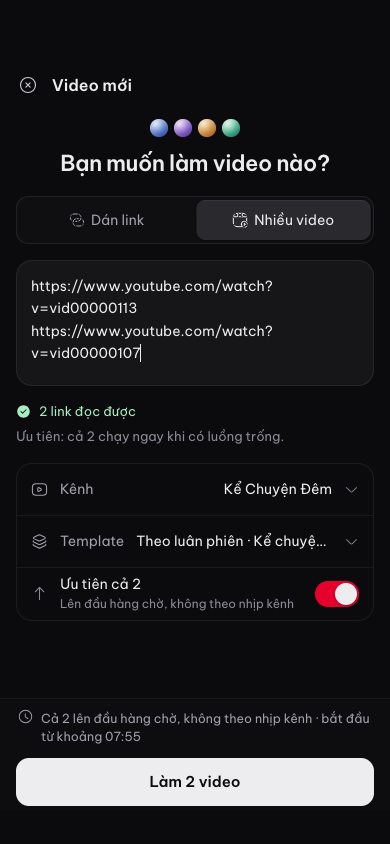 Video mới
Bạn muốn làm video nào?
Dán link
Nhiều video
https://www.youtube.com/watch?
v=vid00000113
https://www.youtube.com/watch?
v=vid00000107
2 link đọc được
Ưu tiên: cả 2 chạy ngay khi có luồng trống.
Kênh
Kể Chuyện Đêm
Template
Theo luân phiên · Kể chuyệ...
Ưu tiên cả 2
Lên đầu hàng chờ, không theo nhịp kênh
Cả 2 lên đầu hàng chờ, không theo nhịp kênh · bắt đầu
từ khoảng 07:55
Làm 2 video